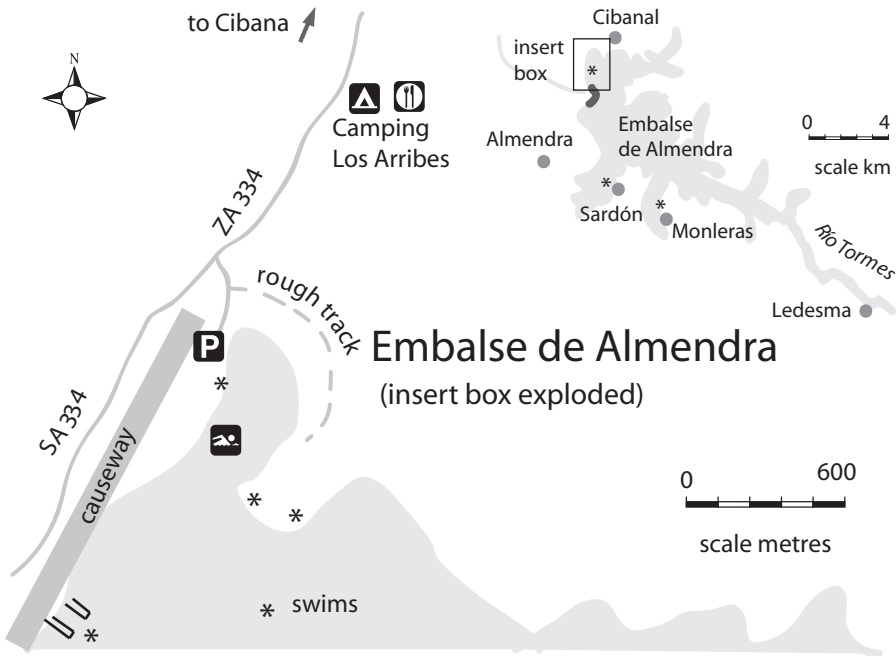 to Cibana
N
Camping
Los Arribes
ZA 334
rough track
P
SA 334
causeway
swims
insert
box
Cibanal
Almendra
Embalse
de Almendra
0 4
scale km
Sardón
Monleras
Río Tormes
Ledesma
Embalse de Almendra
(insert box exploded)
0 600
scale metres